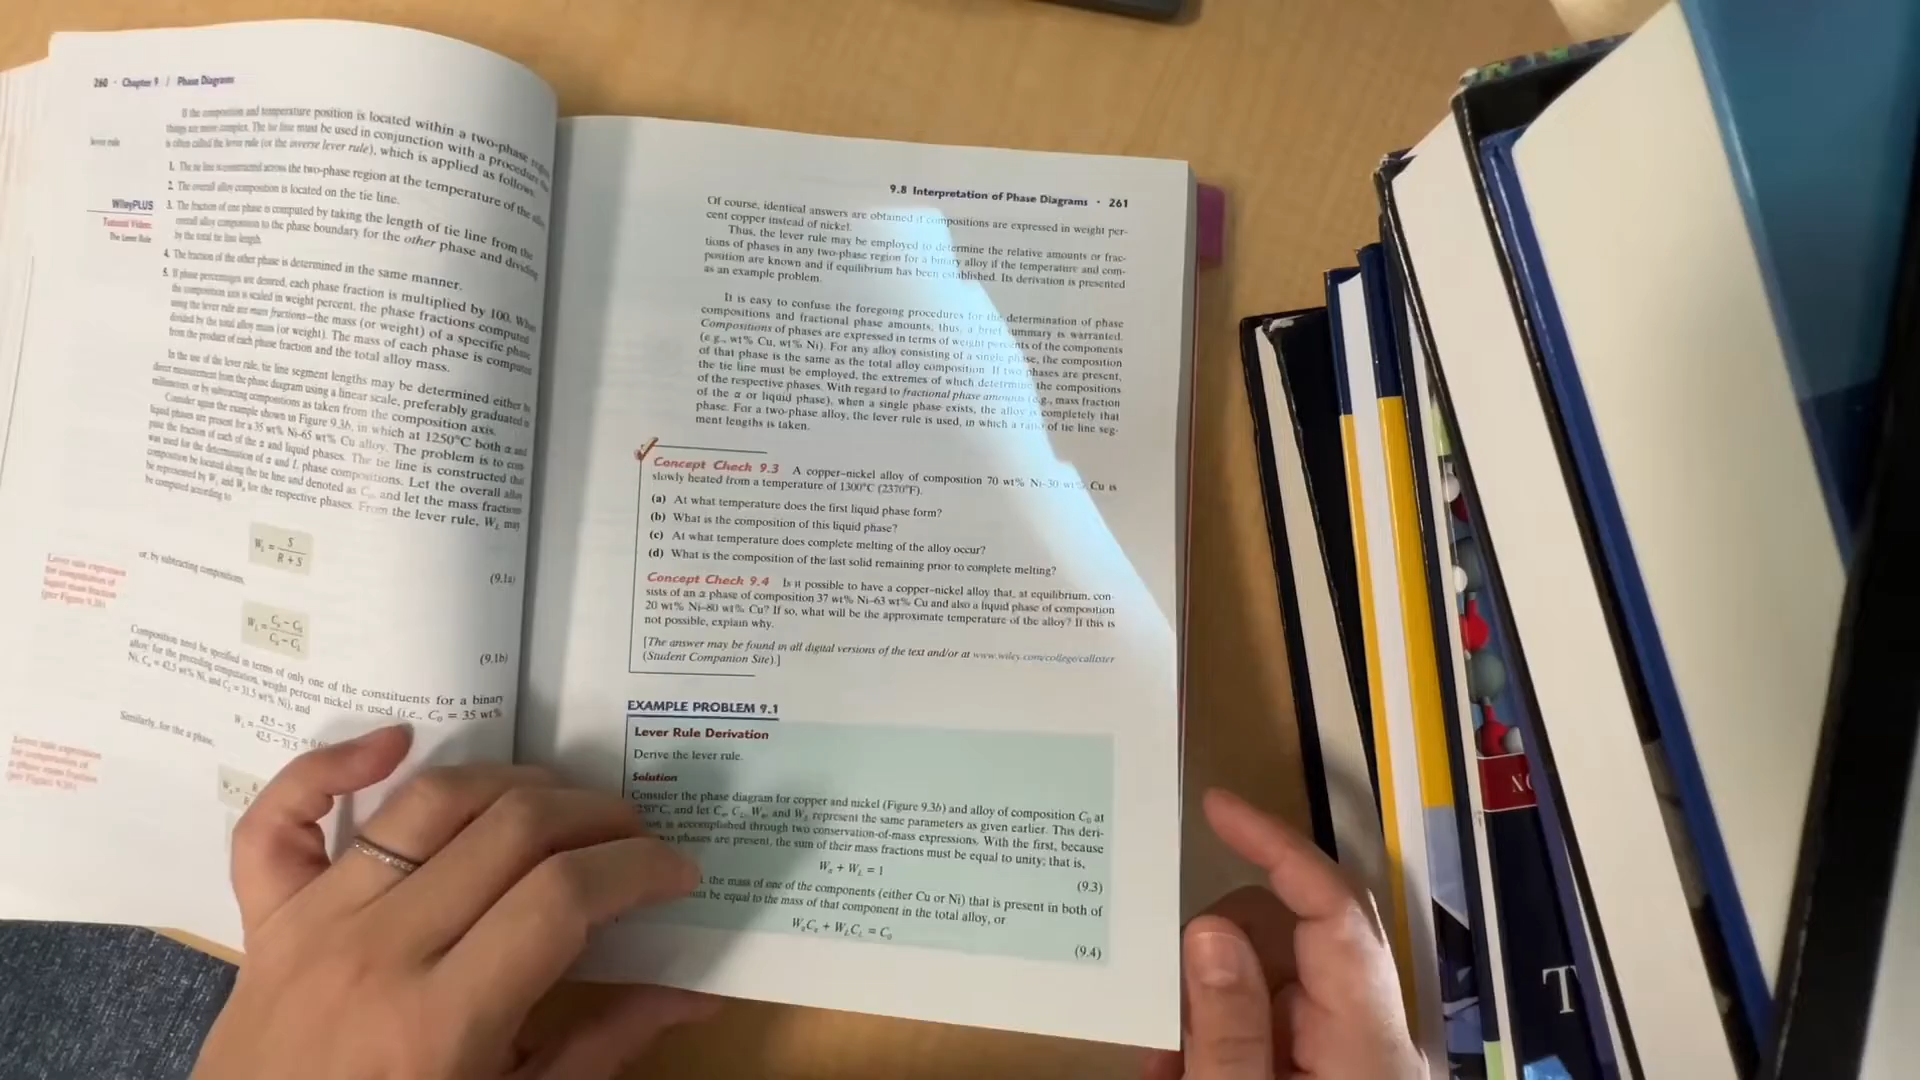 260 · Chapter 9 / Phase Diagrams
If the composition and temperature position is located within a two-phase region,
things are more complex. The tie line must be used in conjunction with a procedure
is often called the lever rule (or the inverse lever rule), which is applied as follows:
lever rule
1. The tie line is constructed across the two-phase region at the temperature of the
2. The overall alloy composition is located on the tie line.
3. The fraction of one phase is computed by taking the length of tie line from the
overall alloy composition to the phase boundary for the other phase and dividing
by the total tie line length.
WileyPLUS
Tutorial Video:
The Lever Rule
4. The fraction of the other phase is determined in the same manner.
5. If phase percentages are desired, each phase fraction is multiplied by 100. When
the composition axis is scaled in weight percent, the phase fractions computed
using the lever rule are mass fractions—the mass (or weight) of a specific phase
divided by the total alloy mass (or weight). The mass of each phase is computed
from the product of each phase fraction and the total alloy mass.
In the use of the lever rule, tie line segment lengths may be determined either by
direct measurement from the phase diagram using a linear scale, preferably graduated in
millimeters, or by subtracting compositions as taken from the composition axis.
Consider again the example shown in Figure 9.3b, in which at 1250°C both α and
liquid phases are present for a 35 wt% Ni–65 wt% Cu alloy. The problem is to com-
pute the fraction of each of the α and liquid phases. The tie line is constructed that
was used for the determination of α and L phase compositions. Let the overall alloy
composition be located along the tie line and denoted as C₀, and let the mass fractions
be represented by W_L and W_α for the respective phases. From the lever rule, W_L may
be computed according to
W_L = S / (R + S)
(9.1a)
or, by subtracting compositions,
Lever rule expression
for computation of
liquid mass fraction
(per Figure 9.3b)
W_L = (C_α − C₀) / (C_α − C_L)
(9.1b)
Composition need be specified in terms of only one of the constituents for a binary
alloy; for the preceding computation, weight percent nickel is used (i.e., C₀ = 35 wt%
Ni, C_α = 42.5 wt% Ni, and C_L = 31.5 wt% Ni), and
W_L = (42.5 − 35) / (42.5 − 31.5) =
Similarly, for the α phase,
Lever rule expression
for computation of
α-phase mass fraction
(per Figure 9.3b)
W_α = R
9.8 Interpretation of Phase Diagrams · 261
Of course, identical answers are obtained if compositions are expressed in weight per-
cent copper instead of nickel.
Thus, the lever rule may be employed to determine the relative amounts or frac-
tions of phases in any two-phase region for a binary alloy if the temperature and com-
position are known and if equilibrium has been established. Its derivation is presented
as an example problem.
It is easy to confuse the foregoing procedures for the determination of phase
compositions and fractional phase amounts, thus, a brief summary is warranted.
Compositions of phases are expressed in terms of weight percents of the components
(e.g., wt% Cu, wt% Ni). For any alloy consisting of a single phase, the composition
of that phase is the same as the total alloy composition. If two phases are present,
the tie line must be employed, the extremes of which determine the compositions
of the respective phases. With regard to fractional phase amounts (e.g., mass fraction
of the α or liquid phase), when a single phase exists, the alloy is completely that
phase. For a two-phase alloy, the lever rule is used, in which a ratio of tie line seg-
ment lengths is taken.
Concept Check 9.3 A copper–nickel alloy of composition 70 wt% Ni–30 wt% Cu is
slowly heated from a temperature of 1300°C (2370°F).
(a) At what temperature does the first liquid phase form?
(b) What is the composition of this liquid phase?
(c) At what temperature does complete melting of the alloy occur?
(d) What is the composition of the last solid remaining prior to complete melting?
Concept Check 9.4 Is it possible to have a copper–nickel alloy that, at equilibrium, con-
sists of an α phase of composition 37 wt% Ni–63 wt% Cu and also a liquid phase of composition
20 wt% Ni–80 wt% Cu? If so, what will be the approximate temperature of the alloy? If this is
not possible, explain why.
[The answer may be found in all digital versions of the text and/or at www.wiley.com/college/callister
(Student Companion Site).]
EXAMPLE PROBLEM 9.1
Lever Rule Derivation
Derive the lever rule.
Solution
Consider the phase diagram for copper and nickel (Figure 9.3b) and alloy of composition C₀ at
250°C, and let C_α, C_L, W_α, and W_L represent the same parameters as given earlier. This deri-
is accomplished through two conservation-of-mass expressions. With the first, because
phases are present, the sum of their mass fractions must be equal to unity; that is,
W_α + W_L = 1
(9.3)
the mass of one of the components (either Cu or Ni) that is present in both of
be equal to the mass of that component in the total alloy, or
W_αC_α + W_LC_L = C₀
(9.4)